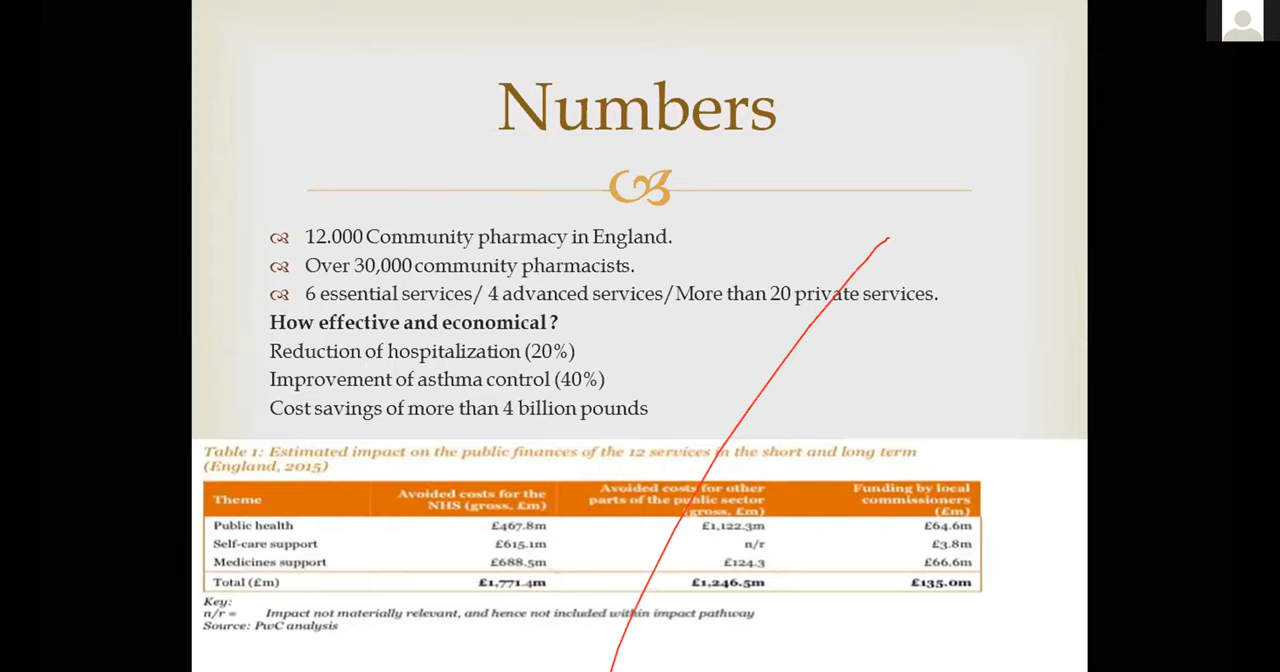 Numbers
12.000 Community pharmacy in England.
Over 30,000 community pharmacists.
6 essential services/ 4 advanced services/More than 20 private services.
How effective and economical?
Reduction of hospitalization (20%)
Improvement of asthma control (40%)
Cost savings of more than 4 billion pounds
Table 1: Estimated impact on the public finances of the 12 services in the short and long term
(England, 2015)
Theme Avoided costs for the NHS (gross, £m) Avoided costs for other parts of the public sector (gross, £m) Funding by local commissioners (£m)
Public health £467.8m £1,122.3m £64.6m
Self-care support £615.1m n/r £3.8m
Medicines support £688.5m £124.3 £66.6m
Total (£m) £1,771.4m £1,246.5m £135.0m
Key:
n/r = Impact not materially relevant, and hence not included within impact pathway
Source: PwC analysis